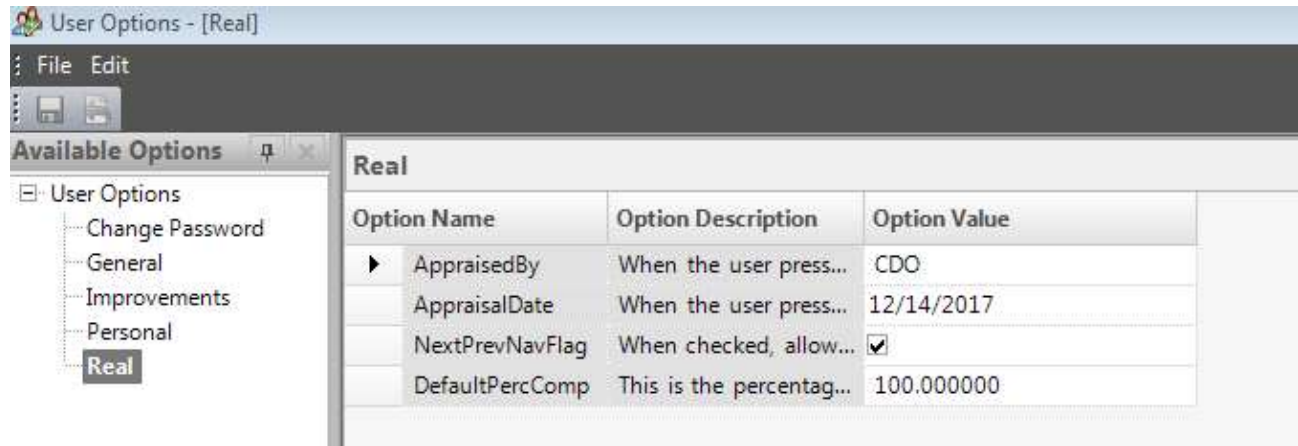 User Options - [Real]
File Edit
Available Options
User Options
Change Password
General
Improvements
Personal
Real
Real
Option Name Option Description Option Value
AppraisedBy When the user press... CDO
AppraisalDate When the user press... 12/14/2017
NextPrevNavFlag When checked, allow...
DefaultPercComp This is the percentag... 100.000000